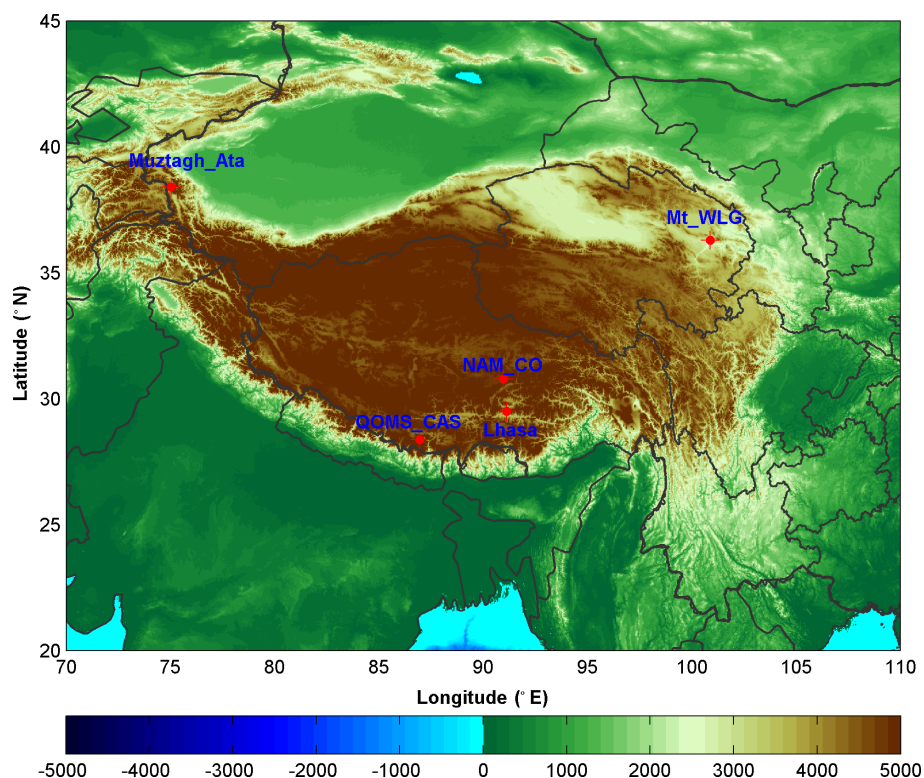 45
40
35
30
25
20
Latitude (° N)
Muztagh_Ata
Mt_WLG
NAM_CO
QOMS_CAS
Lhasa
70 75 80 85 90 95 100 105 110
Longitude (° E)
-5000 -4000 -3000 -2000 -1000 0 1000 2000 3000 4000 5000